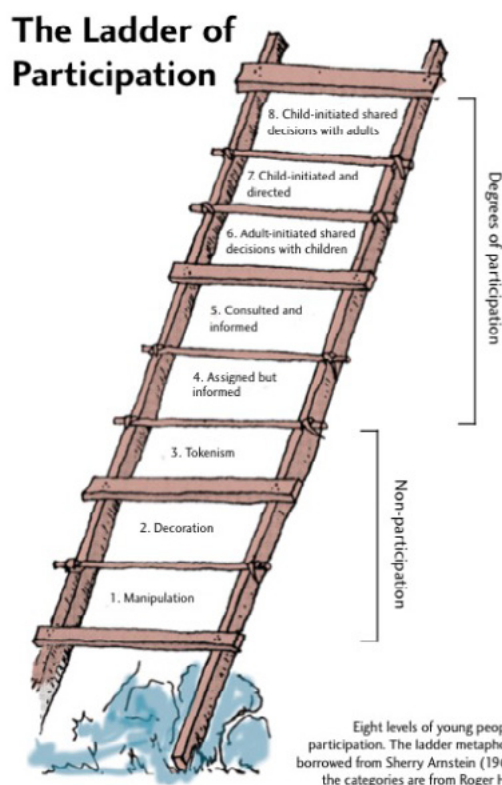 The Ladder of
Participation
8. Child-initiated shared
decisions with adults
7. Child-initiated and
directed
6. Adult-initiated shared
decisions with children
5. Consulted and
informed
4. Assigned but
informed
3. Tokenism
2. Decoration
1. Manipulation
Degrees of participation
Non-participation
Eight levels of young
participation. The ladder
borrowed from Sherry Arnstein
the categories are from Roger